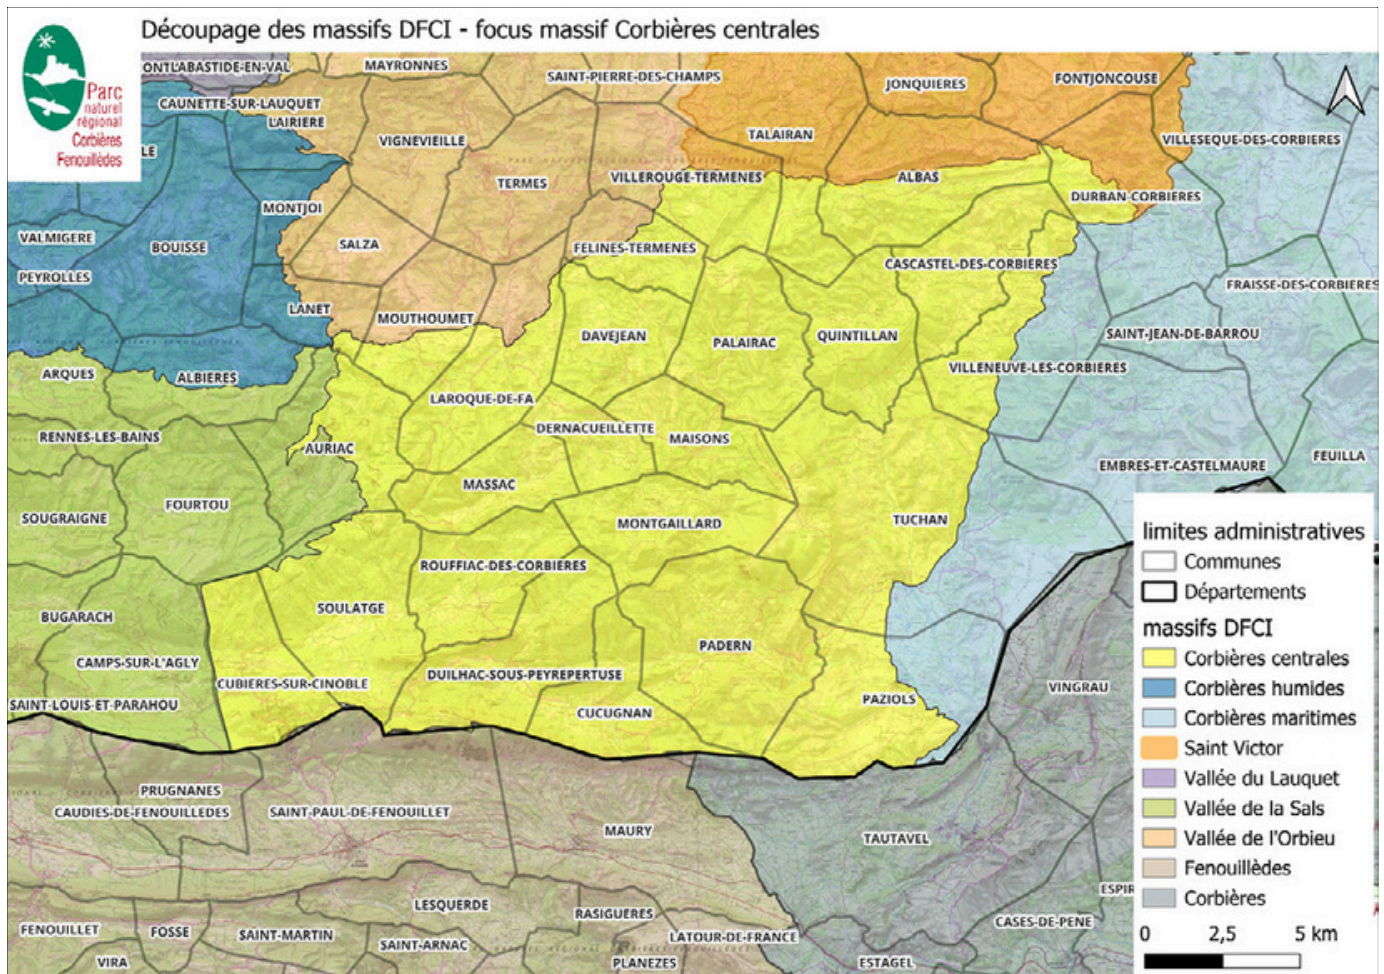 Découpage des massifs DFCI - focus massif Corbières centrales
Parc
naturel
régional
Corbières
Fenouillèdes
LABASTIDE-EN-VAL
MAYRONNES
SAINT-PIERRE-DES-CHAMPS
JONQUIERES
FONTJONCOUSE
CAUNETTE-SUR-LAUQUET
LAIRIERE
VIGNEVIEILLE
TALAIRAN
VILLESEQUE-DES-CORBIERES
TERMES
VILLEROUGE-TERMENES
ALBAS
DURBAN-CORBIERES
MONTJOI
VALMIGERE
BOUISSE
SALZA
FELINES-TERMENES
CASCASTEL-DES-CORBIERES
PEYROLLES
FRAISSE-DES-CORBIERES
LANET
MOUTHOUMET
DAVEJEAN
PALAIRAC
QUINTILLAN
SAINT-JEAN-DE-BARROU
ARQUES
ALBIERES
VILLENEUVE-LES-CORBIERES
LAROQUE-DE-FA
DERNACUEILLETTE
MAISONS
RENNES-LES-BAINS
AURIAC
FEUILLA
EMBRES-ET-CASTELMAURE
MASSAC
FOURTOU
SOUGRAIGNE
MONTGAILLARD
TUCHAN
ROUFFIAC-DES-CORBIERES
SOULATGE
BUGARACH
PADERN
CAMPS-SUR-L'AGLY
CUBIERES-SUR-CINOBLE
DUILHAC-SOUS-PEYREPERTUSE
VINGRAU
SAINT-LOUIS-ET-PARAHOU
CUCUGNAN
PAZIOLS
PRUGNANES
CAUDIES-DE-FENOUILLEDES
SAINT-PAUL-DE-FENOUILLET
MAURY
TAUTAVEL
LESQUERDE
RASIGUERES
ESPIR
CASES-DE-PENE
FENOUILLET
FOSSE
SAINT-MARTIN
SAINT-ARNAC
LATOUR-DE-FRANCE
VIRA
PLANEZES
ESTAGEL
limites administratives
Communes
Départements
massifs DFCI
Corbières centrales
Corbières humides
Corbières maritimes
Saint Victor
Vallée du Lauquet
Vallée de la Sals
Vallée de l'Orbieu
Fenouillèdes
Corbières
0 2,5 5 km